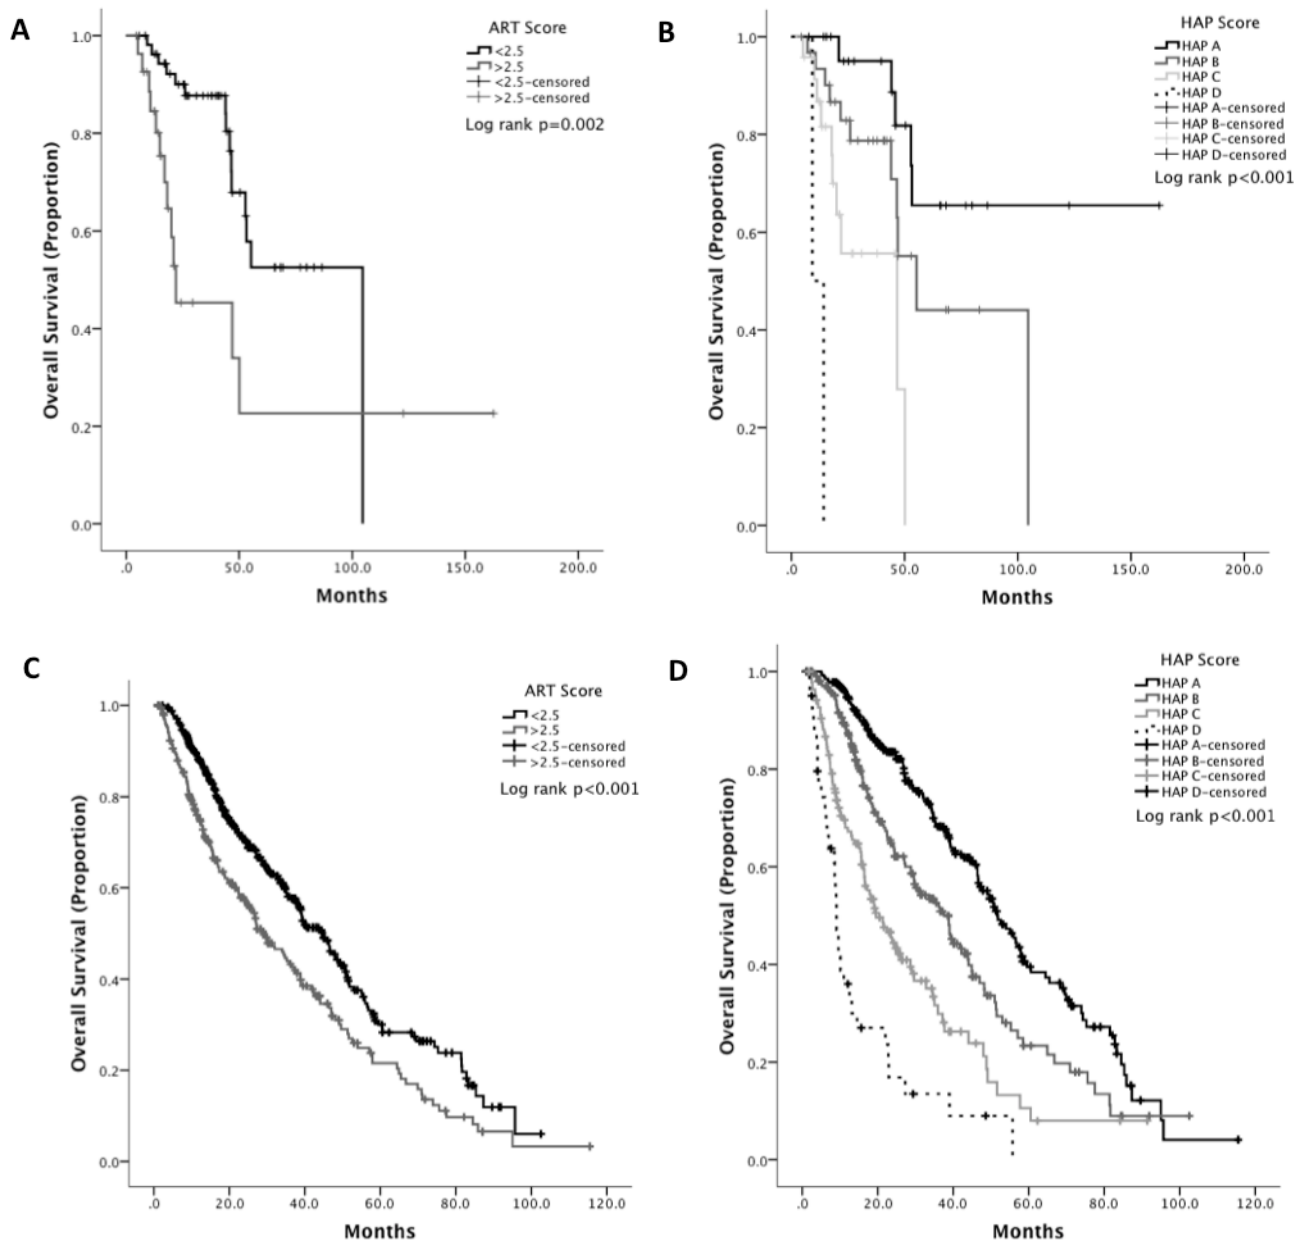 A
ART Score
<2.5
>2.5
<2.5-censored
>2.5-censored
Log rank p=0.002
Overall Survival (Proportion)
1.0
0.8
0.6
0.4
0.2
0.0
.0 50.0 100.0 150.0 200.0
Months
B
HAP Score
HAP A
HAP B
HAP C
HAP D
HAP A-censored
HAP B-censored
HAP C-censored
HAP D-censored
Log rank p<0.001
Overall Survival (Proportion)
1.0
0.8
0.6
0.4
0.2
0.0
.0 50.0 100.0 150.0 200.0
Months
C
ART Score
<2.5
>2.5
<2.5-censored
>2.5-censored
Log rank p<0.001
Overall Survival (Proportion)
1.0
0.8
0.6
0.4
0.2
0.0
.0 20.0 40.0 60.0 80.0 100.0 120.0
Months
D
HAP Score
HAP A
HAP B
HAP C
HAP D
HAP A-censored
HAP B-censored
HAP C-censored
HAP D-censored
Log rank p<0.001
Overall Survival (Proportion)
1.0
0.8
0.6
0.4
0.2
0.0
.0 20.0 40.0 60.0 80.0 100.0 120.0
Months